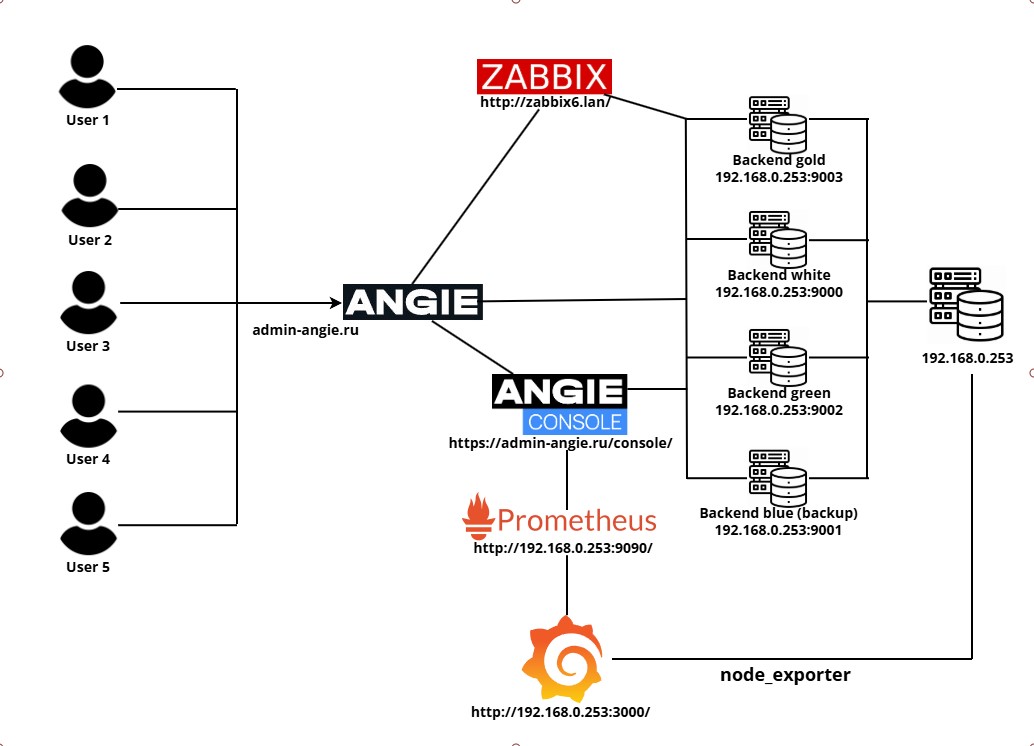 User 1
User 2
User 3
User 4
User 5
admin-angie.ru
ANGIE
ZABBIX
http://zabbix6.lan/
ANGIE
CONSOLE
https://admin-angie.ru/console/
Prometheus
http://192.168.0.253:9090/
http://192.168.0.253:3000/
Backend gold
192.168.0.253:9003
Backend white
192.168.0.253:9000
Backend green
192.168.0.253:9002
Backend blue (backup)
192.168.0.253:9001
192.168.0.253
node_exporter